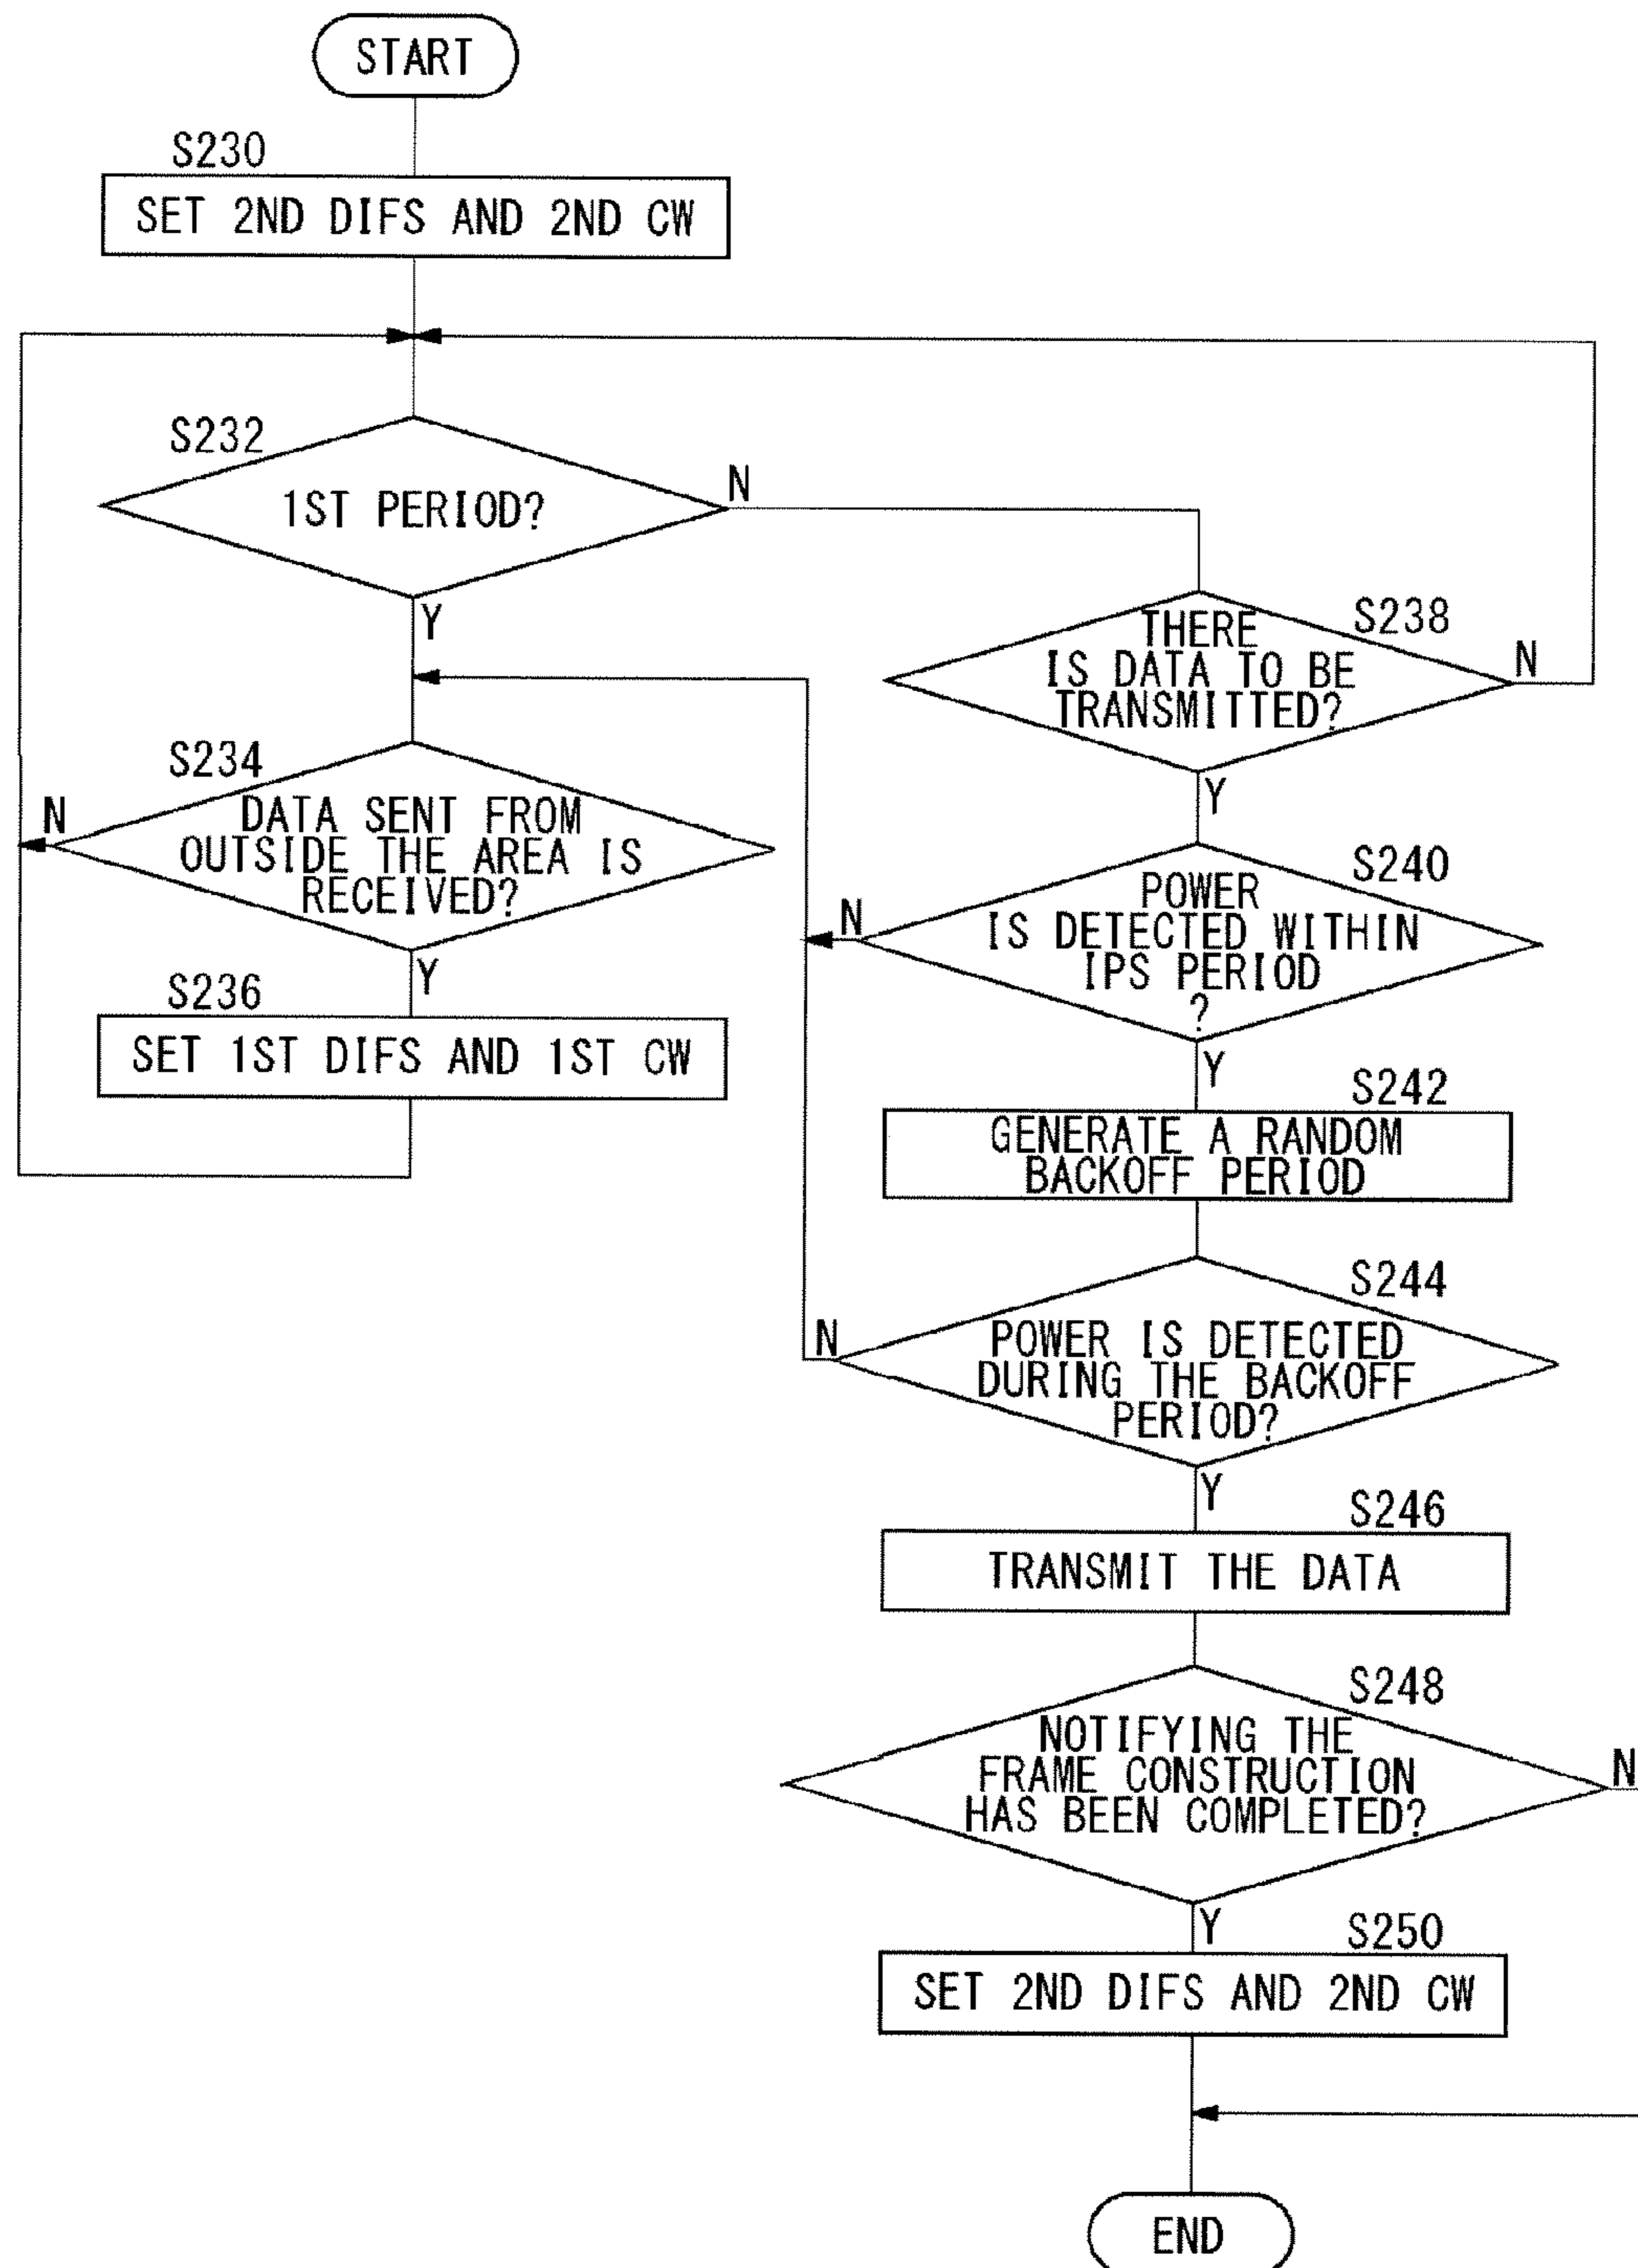 START
S230
SET 2ND DIFS AND 2ND CW
S232
1ST PERIOD?
N
Y
S238
THERE
IS DATA TO BE
TRANSMITTED?
N
Y
S234
DATA SENT FROM
OUTSIDE THE AREA IS
RECEIVED?
N
Y
S236
SET 1ST DIFS AND 1ST CW
S240
POWER
IS DETECTED WITHIN
IPS PERIOD
?
N
Y
S242
GENERATE A RANDOM
BACKOFF PERIOD
S244
POWER IS DETECTED
DURING THE BACKOFF
PERIOD?
N
Y
S246
TRANSMIT THE DATA
S248
NOTIFYING THE
FRAME CONSTRUCTION
HAS BEEN COMPLETED?
N
Y
S250
SET 2ND DIFS AND 2ND CW
END